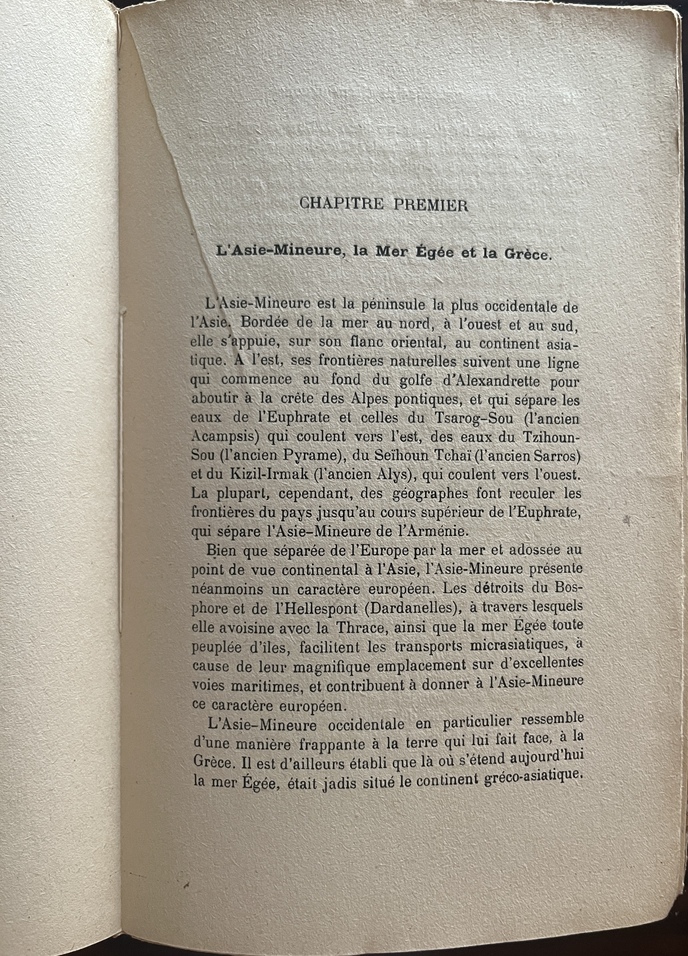 CHAPITRE PREMIER
L'Asie-Mineure, la Mer Égée et la Grèce.
L'Asie-Mineure est la péninsule la plus occidentale de
l'Asie. Bordée de la mer au nord, à l'ouest et au sud,
elle s'appuie, sur son flanc oriental, au continent asia-
tique. A l'est, ses frontières naturelles suivent une ligne
qui commence au fond du golfe d'Alexandrette pour
aboutir à la crête des Alpes pontiques, et qui sépare les
eaux de l'Euphrate et celles du Tsarog-Sou (l'ancien
Acampsis) qui coulent vers l'est, des eaux du Tzihoun-
Sou (l'ancien Pyrame), du Seïhoun Tchaï (l'ancien Sarros)
et du Kizil-Irmak (l'ancien Alys), qui coulent vers l'ouest.
La plupart, cependant, des géographes font reculer les
frontières du pays jusqu'au cours supérieur de l'Euphrate,
qui sépare l'Asie-Mineure de l'Arménie.
Bien que séparée de l'Europe par la mer et adossée au
point de vue continental à l'Asie, l'Asie-Mineure présente
néanmoins un caractère européen. Les détroits du Bos-
phore et de l'Hellespont (Dardanelles), à travers lesquels
elle avoisine avec la Thrace, ainsi que la mer Égée toute
peuplée d'îles, facilitent les transports micrasiatiques, à
cause de leur magnifique emplacement sur d'excellentes
voies maritimes, et contribuent à donner à l'Asie-Mineure
ce caractère européen.
L'Asie-Mineure occidentale en particulier ressemble
d'une manière frappante à la terre qui lui fait face, à la
Grèce. Il est d'ailleurs établi que là où s'étend aujourd'hui
la mer Égée, était jadis situé le continent gréco-asiatique.